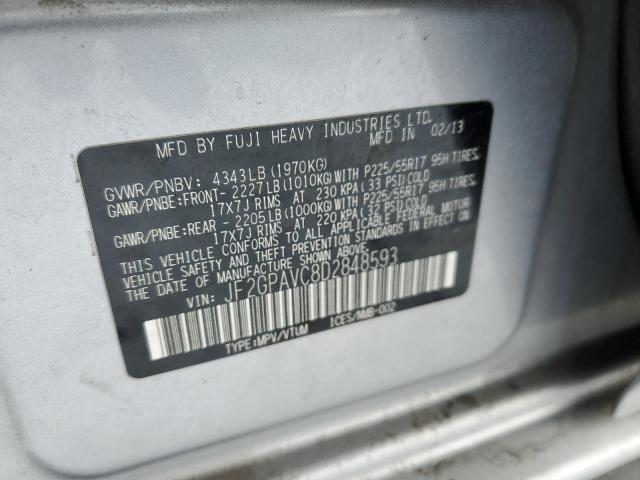 MFD BY FUJI HEAVY INDUSTRIES LTD.
MFD IN 02/13
GVWR/PNBV: 4343LB (1970KG)
GAWR/PNBE:FRONT-2227LB(1010KG)WITH P225/55R17 95H TIRES,
17X7J RIMS AT 230 KPA(33 PSI)COLD
GAWR/PNBE:REAR -2205LB(1000KG)WITH P225/55R17 95H TIRES,
17X7J RIMS AT 220 KPA(32 PSI)COLD
THIS VEHICLE CONFORMS TO ALL APPLICABLE FEDERAL MOTOR
VEHICLE SAFETY AND THEFT PREVENTION STANDARDS IN EFFECT ON
THE DATE OF MANUFACTURE SHOWN ABOVE.
VIN: JF2GPAVC8D2848593
TYPE:MPV/VTUM ICES/NMB-002